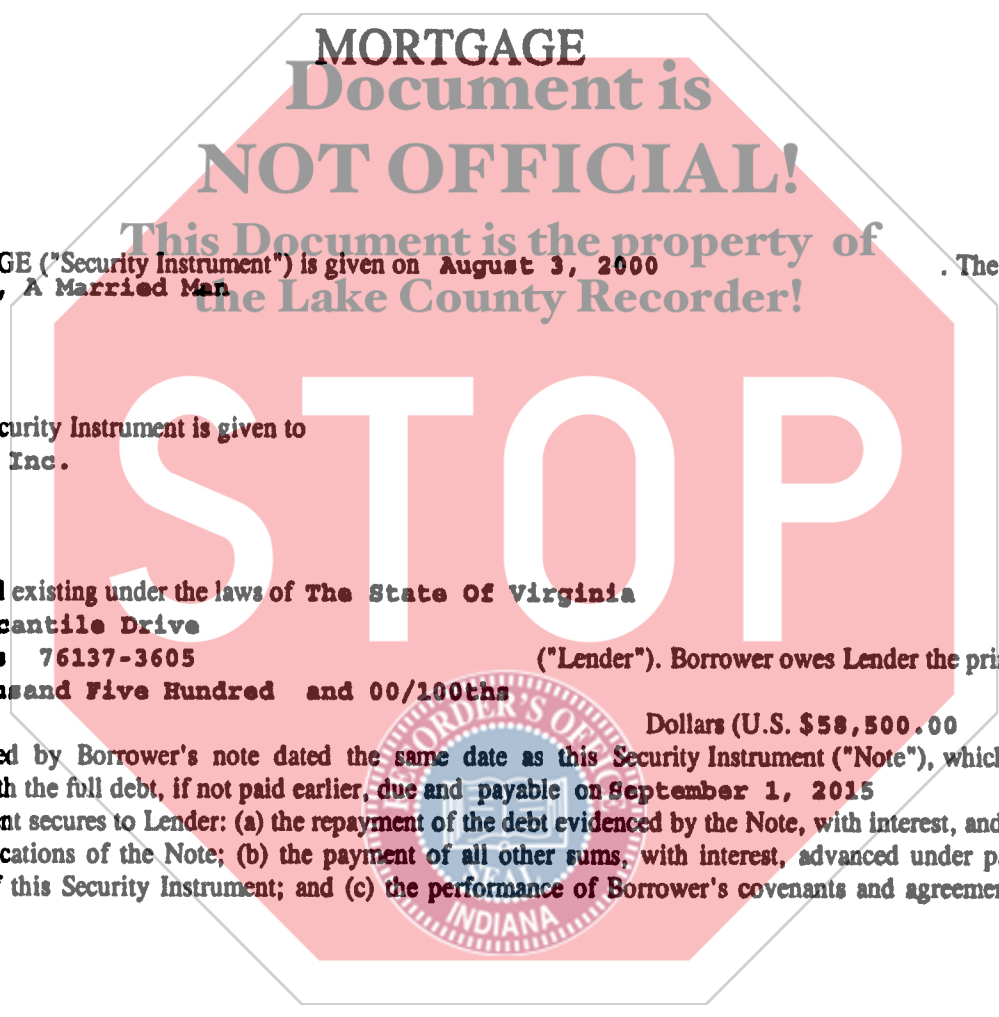 MORTGAGE
Document is
NOT OFFICIAL!
This Document is the property of
GE ("Security Instrument") is given on August 3, 2000 . The
, A Married Man
the Lake County Recorder!
STOP
curity Instrument is given to
Inc.
existing under the laws of The State Of Virginia
cantile Drive
76137-3605 ("Lender"). Borrower owes Lender the pri
sand Five Hundred and 00/100ths
Dollars (U.S. $58,500.00
ed by Borrower's note dated the same date as this Security Instrument ("Note"), which
th the full debt, if not paid earlier, due and payable on September 1, 2015
nt secures to Lender: (a) the repayment of the debt evidenced by the Note, with interest, and
cations of the Note; (b) the payment of all other sums, with interest, advanced under p
this Security Instrument; and (c) the performance of Borrower's covenants and agreemen
RECORDER'S OFFICE
SEAL
INDIANA